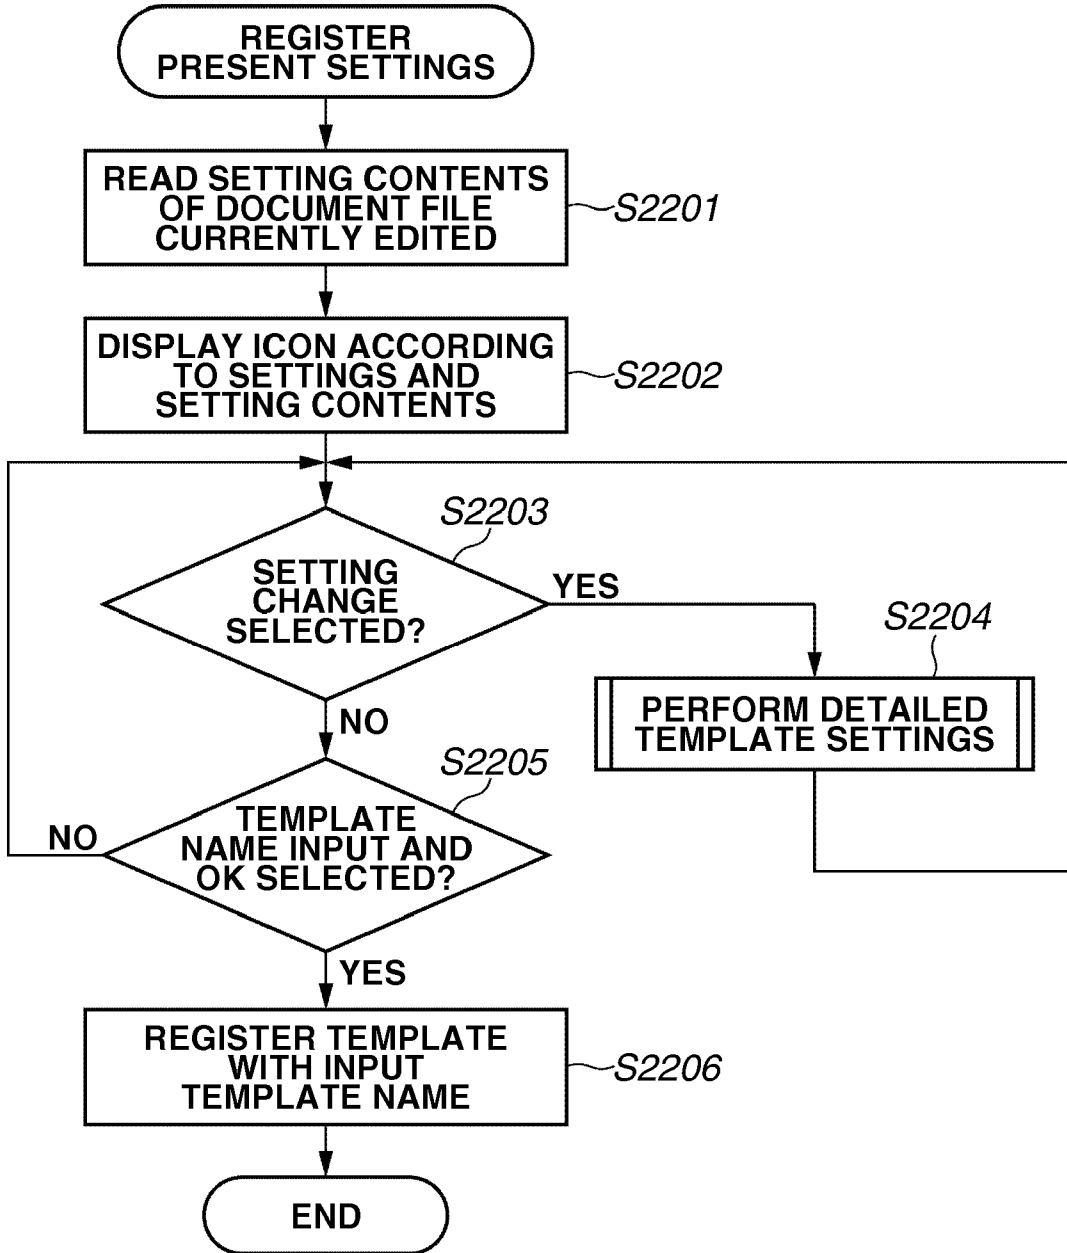 REGISTER
PRESENT SETTINGS
READ SETTING CONTENTS
OF DOCUMENT FILE
CURRENTLY EDITED
S2201
DISPLAY ICON ACCORDING
TO SETTINGS AND
SETTING CONTENTS
S2202
S2203
SETTING
CHANGE
SELECTED?
YES
S2204
PERFORM DETAILED
TEMPLATE SETTINGS
NO
S2205
TEMPLATE
NAME INPUT AND
OK SELECTED?
NO
YES
REGISTER TEMPLATE
WITH INPUT
TEMPLATE NAME
S2206
END